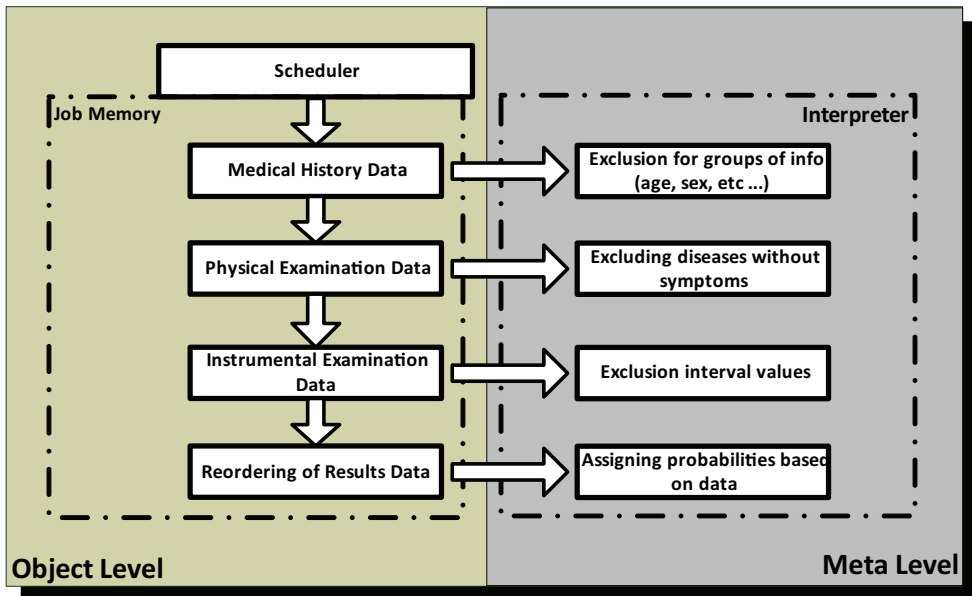 Scheduler
Job Memory
Interpreter
Medical History Data
Exclusion for groups of info
(age, sex, etc ...)
Physical Examination Data
Excluding diseases without
symptoms
Instrumental Examination
Data
Exclusion interval values
Reordering of Results Data
Assigning probabilities based
on data
Object Level
Meta Level